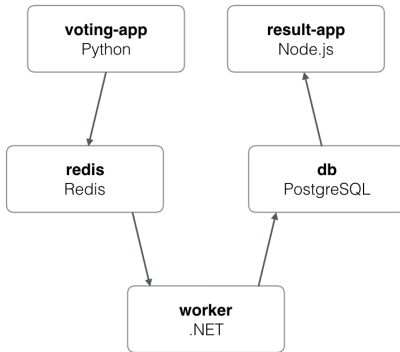 voting-app
Python
result-app
Node.js
redis
Redis
db
PostgreSQL
worker
.NET